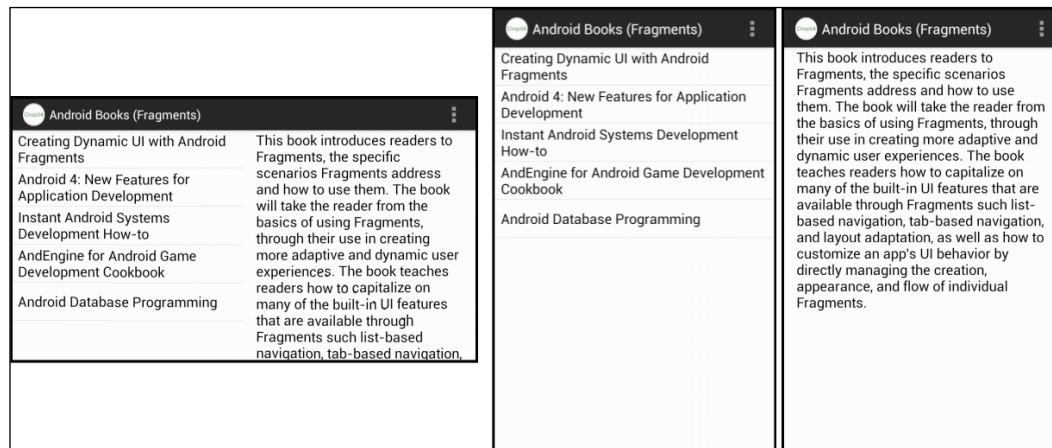 Chap04 Android Books (Fragments)
Creating Dynamic UI with Android
Fragments
Android 4: New Features for
Application Development
Instant Android Systems
Development How-to
AndEngine for Android Game
Development Cookbook
Android Database Programming
This book introduces readers to
Fragments, the specific
scenarios Fragments address
and how to use them. The book
will take the reader from the
basics of using Fragments,
through their use in creating
more adaptive and dynamic user
experiences. The book teaches
readers how to capitalize on
many of the built-in UI features
that are available through
Fragments such list-based
navigation, tab-based navigation,
Chap04 Android Books (Fragments)
Creating Dynamic UI with Android
Fragments
Android 4: New Features for Application
Development
Instant Android Systems Development
How-to
AndEngine for Android Game Development
Cookbook
Android Database Programming
Chap04 Android Books (Fragments)
This book introduces readers to
Fragments, the specific scenarios
Fragments address and how to use
them. The book will take the reader from
the basics of using Fragments, through
their use in creating more adaptive and
dynamic user experiences. The book
teaches readers how to capitalize on
many of the built-in UI features that are
available through Fragments such list-
based navigation, tab-based navigation,
and layout adaptation, as well as how to
customize an app's UI behavior by
directly managing the creation,
appearance, and flow of individual
Fragments.